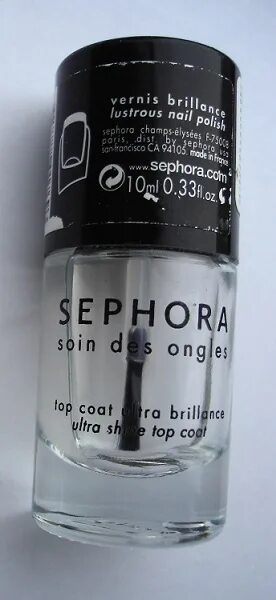 vernis brillance
lustrous nail polish
sephora champs-élysées F-75008
paris. dist. by sephora usa
san-francisco CA 94105. made in France
www.sephora.com
10ml 0.33fl.oz.
SEPHORA
soin des ongles
top coat ultra brillance
ultra shine top coat